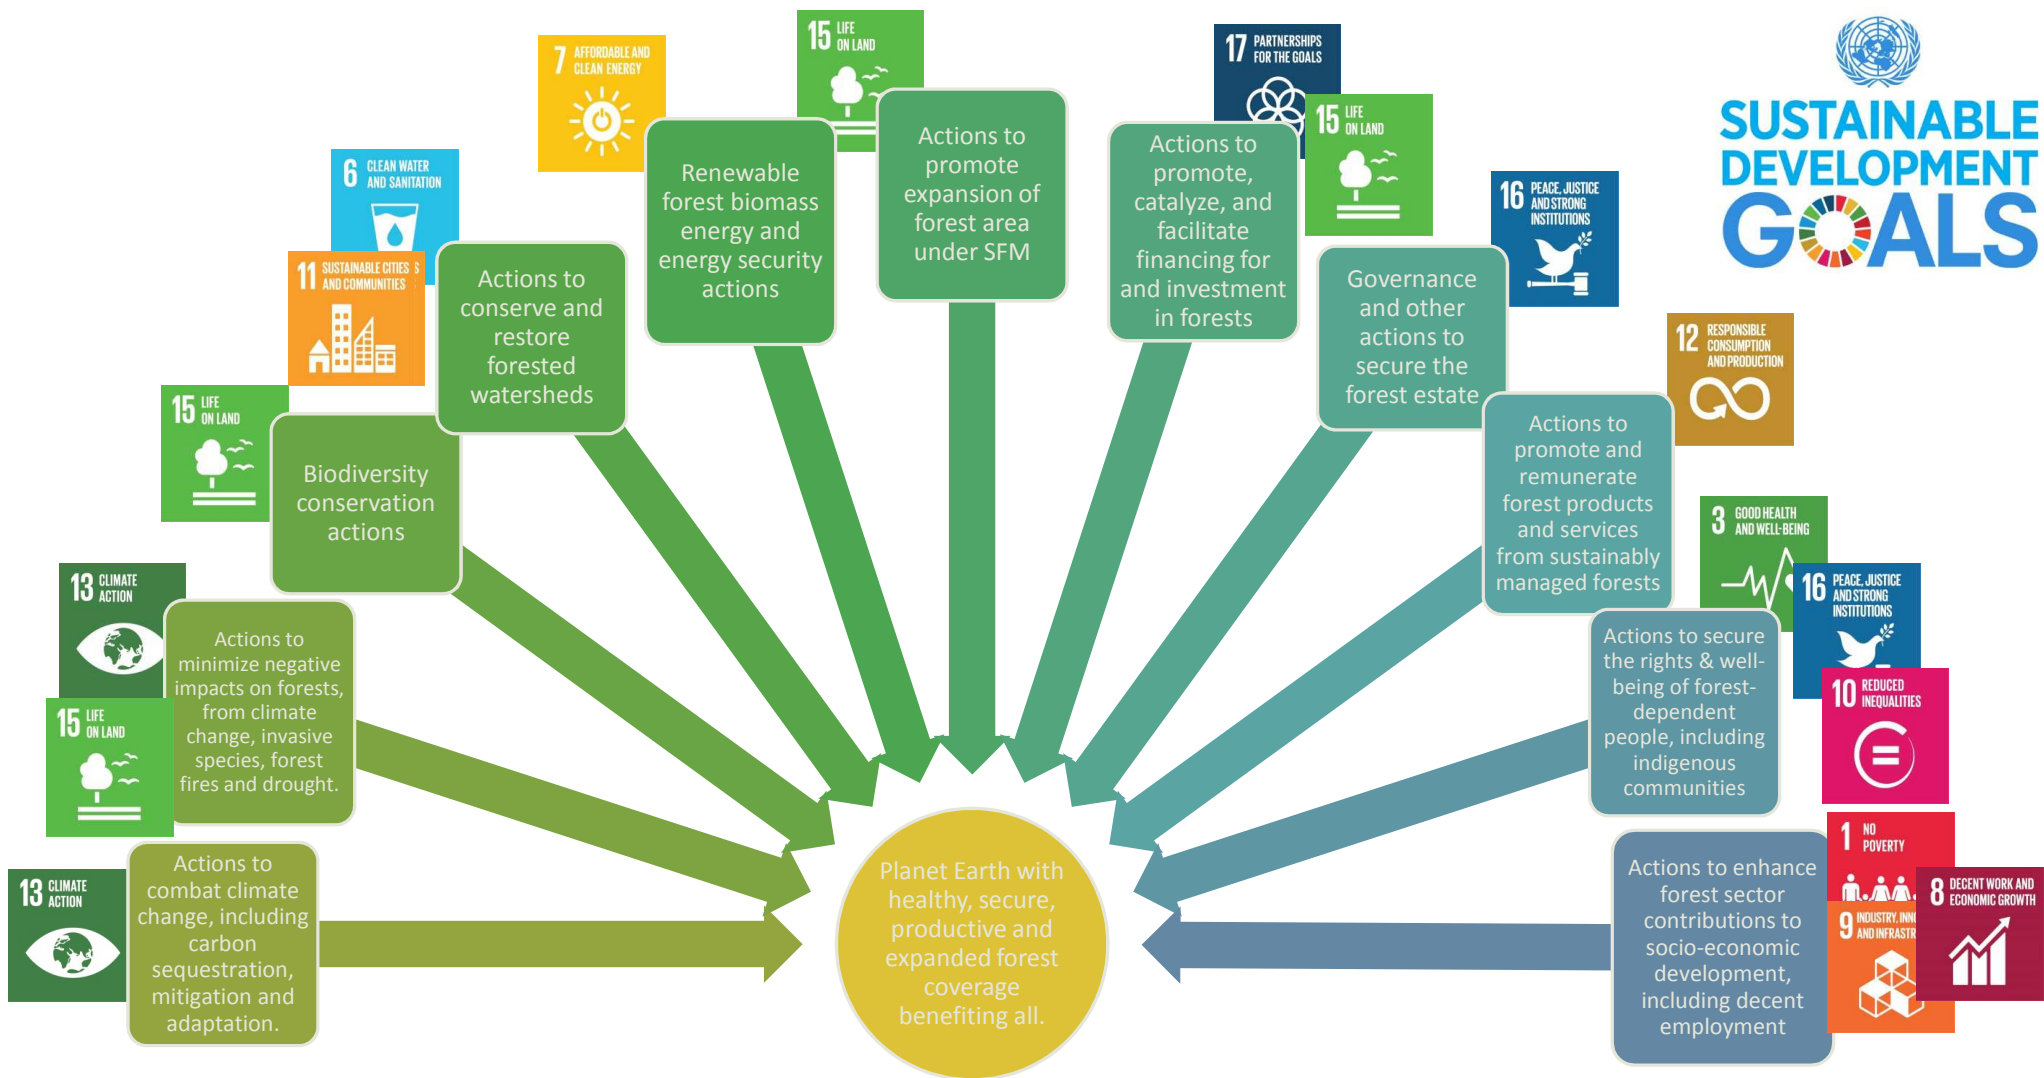 SUSTAINABLE
DEVELOPMENT
GOALS
13 CLIMATE
ACTION
Actions to
combat climate
change, including
carbon
sequestration,
mitigation and
adaptation.
13 CLIMATE
ACTION
15 LIFE
ON LAND
Actions to
minimize negative
impacts on forests,
from climate
change, invasive
species, forest
fires and drought.
15 LIFE
ON LAND
Biodiversity
conservation
actions
6 CLEAN WATER
AND SANITATION
11 SUSTAINABLE CITIES
AND COMMUNITIES
Actions to
conserve and
restore
forested
watersheds
7 AFFORDABLE AND
CLEAN ENERGY
Renewable
forest biomass
energy and
energy security
actions
15 LIFE
ON LAND
Actions to
promote
expansion of
forest area
under SFM
17 PARTNERSHIPS
FOR THE GOALS
Actions to
promote,
catalyze, and
facilitate
financing for
and investment
in forests
15 LIFE
ON LAND
16 PEACE, JUSTICE
AND STRONG
INSTITUTIONS
Governance
and other
actions to
secure the
forest estate
12 RESPONSIBLE
CONSUMPTION
AND PRODUCTION
Actions to
promote and
remunerate
forest products
and services
from sustainably
managed forests
3 GOOD HEALTH
AND WELL-BEING
16 PEACE, JUSTICE
AND STRONG
INSTITUTIONS
10 REDUCED
INEQUALITIES
Actions to secure
the rights & well-
being of forest-
dependent
people, including
indigenous
communities
1 NO
POVERTY
8 DECENT WORK AND
ECONOMIC GROWTH
9 INDUSTRY, INN
AND INFRASTR
Actions to enhance
forest sector
contributions to
socio-economic
development,
including decent
employment
Planet Earth with
healthy, secure,
productive and
expanded forest
coverage
benefiting all.